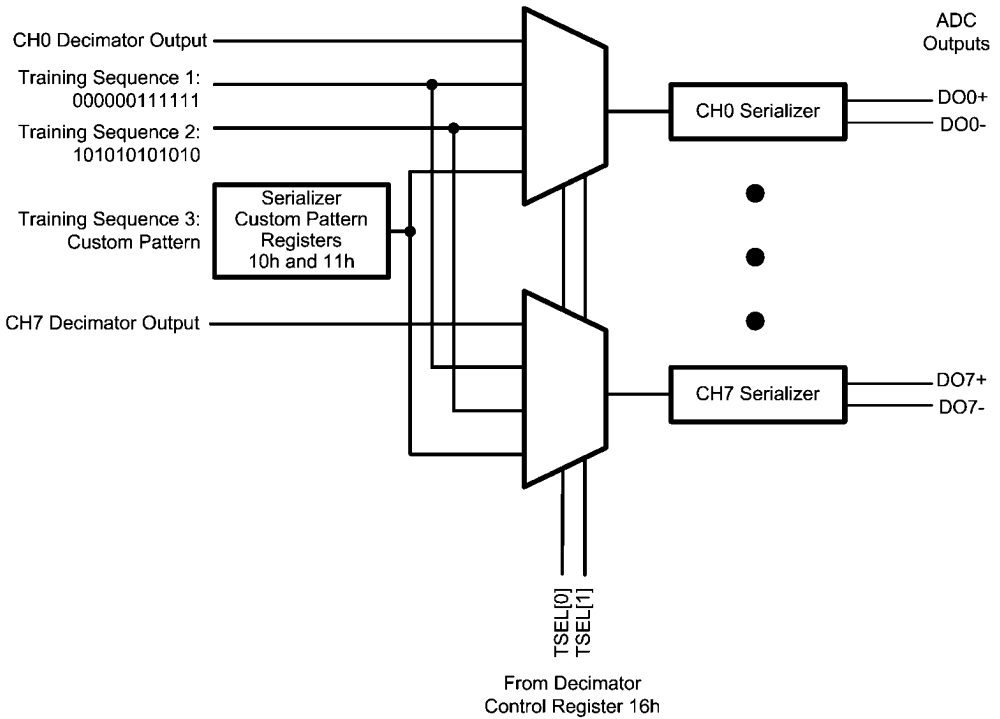 ADC
Outputs
CH0 Decimator Output
Training Sequence 1:
000000111111
Training Sequence 2:
101010101010
CH0 Serializer
DO0+
DO0-
Training Sequence 3:
Custom Pattern
Serializer
Custom Pattern
Registers
10h and 11h
CH7 Decimator Output
CH7 Serializer
DO7+
DO7-
TSEL[0]
TSEL[1]
From Decimator
Control Register 16h